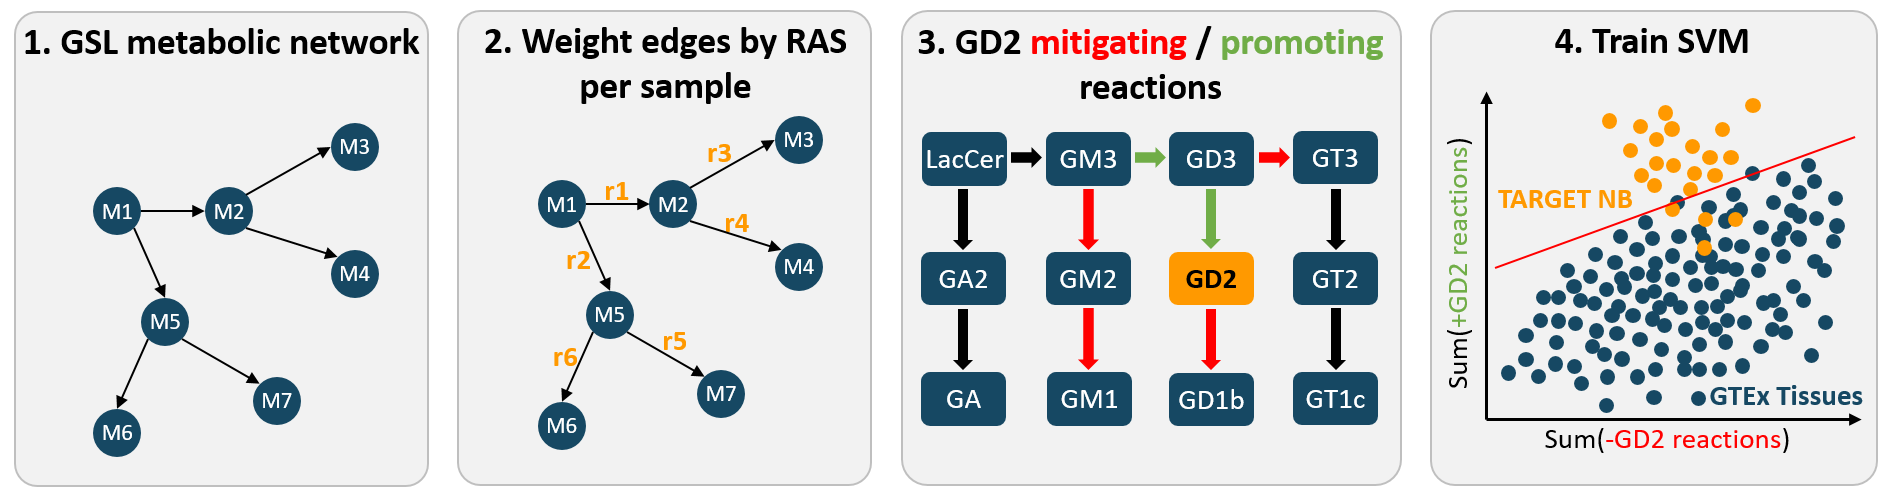 1. GSL metabolic network
M1
M2
M3
M4
M5
M6
M7
2. Weight edges by RAS
per sample
M1
r1
M2
r3
M3
r4
M4
r2
M5
r6
r5
M7
M6
3. GD2 mitigating / promoting
reactions
LacCer
GM3
GD3
GT3
GA2
GM2
GD2
GT2
GA
GM1
GD1b
GT1c
4. Train SVM
Sum(+GD2 reactions)
TARGET NB
GTEx Tissues
Sum(-GD2 reactions)